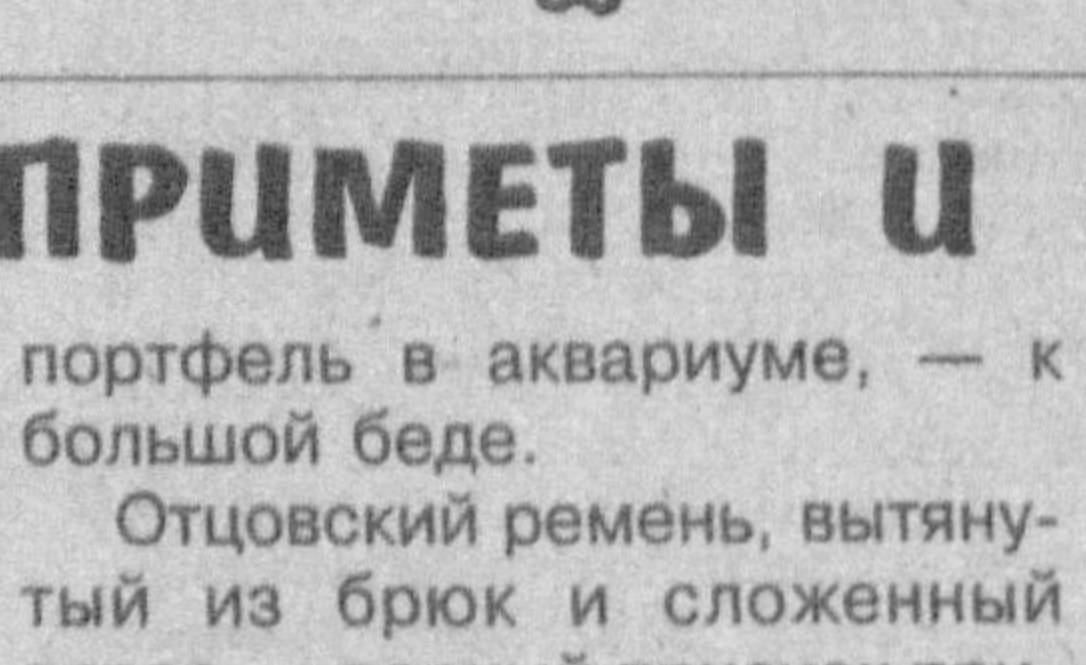 ПРИМЕТЫ И
портфель в аквариуме, — к
большой беде.
Отцовский ремень, вытяну-
тый из брюк и сложенный